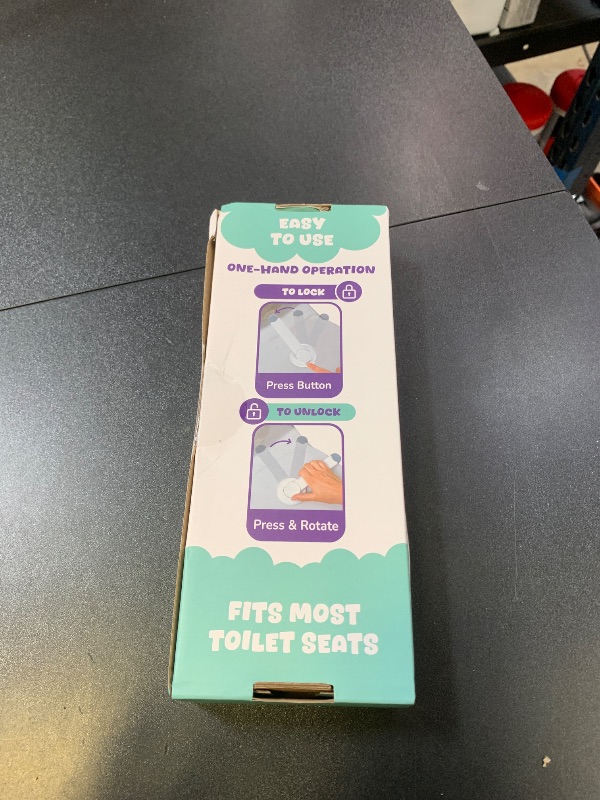 EASY
TO USE
ONE-HAND OPERATION
TO LOCK
Press Button
TO UNLOCK
Press & Rotate
FITS MOST
TOILET SEATS